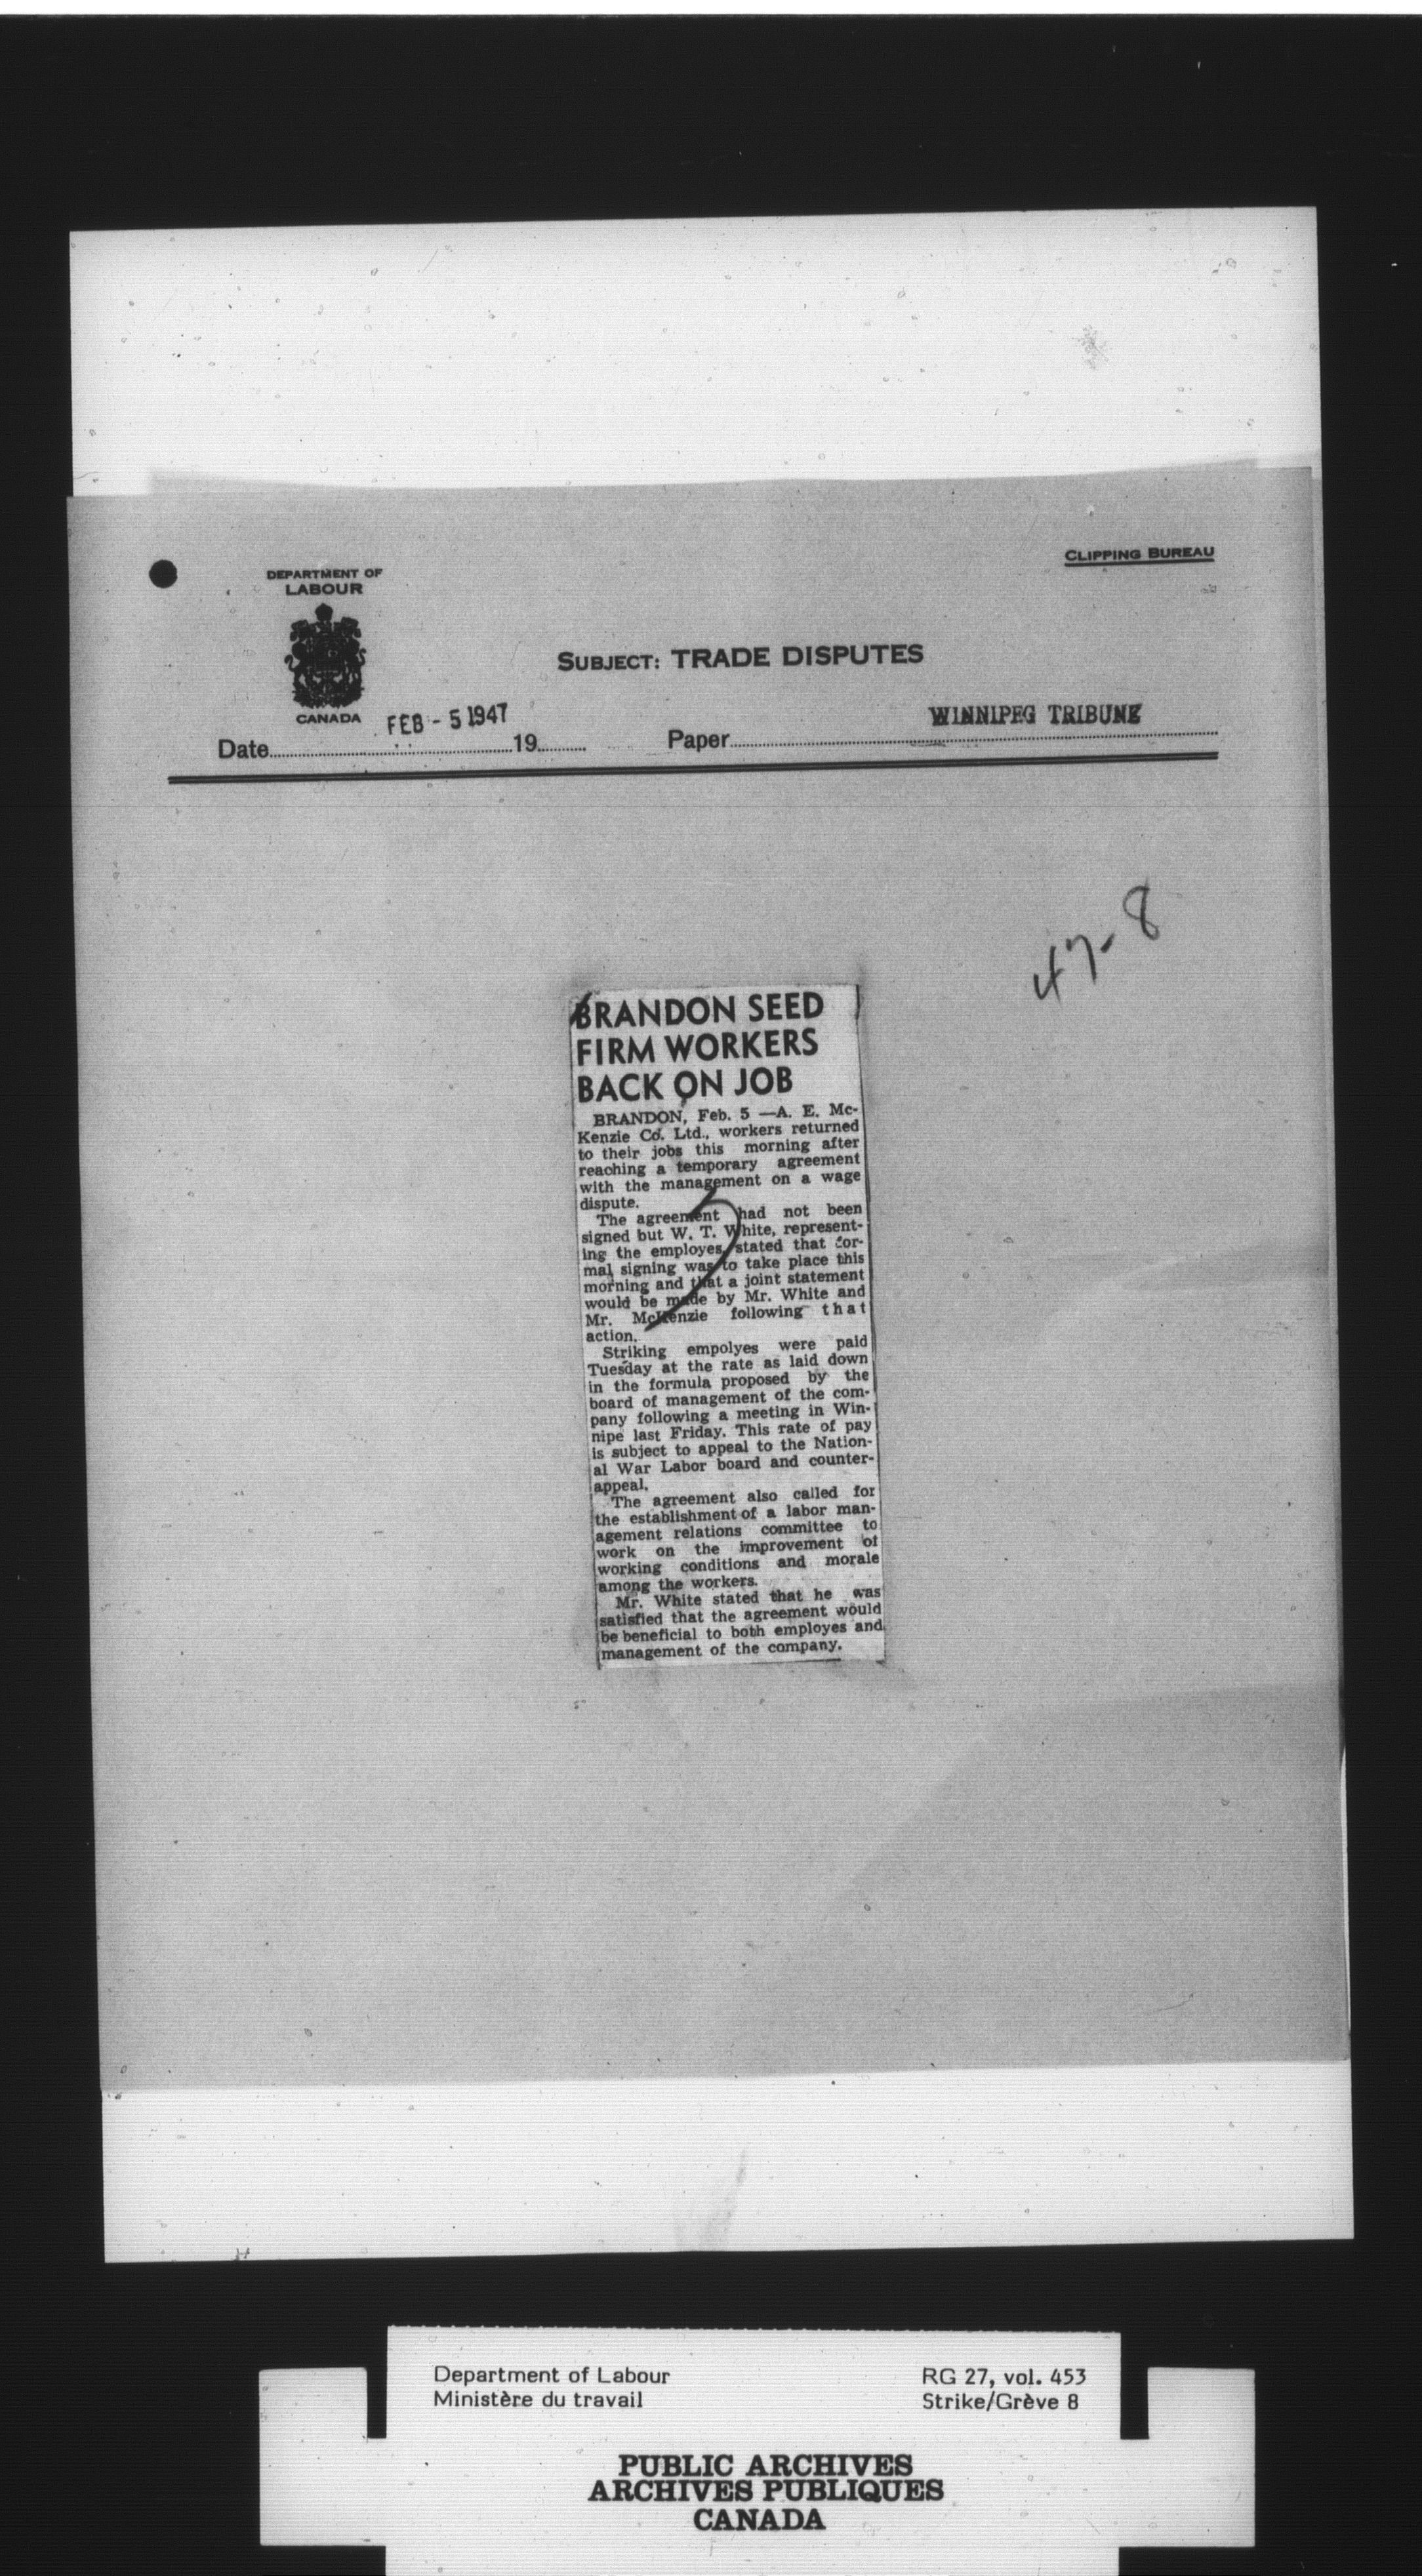 CLIPPING BUREAU
DEPARTMENT OF
LABOUR
CANADA
SUBJECT: TRADE DISPUTES
FEB - 5 1947
WINNIPEG TRIBUNE
Date 19
Paper
47-8
BRANDON SEED
FIRM WORKERS
BACK ON JOB
BRANDON, Feb. 5 —A. E. Mc-
Kenzie Co. Ltd., workers returned
to their jobs this morning after
reaching a temporary agreement
with the management on a wage
dispute.
The agreement had not been
signed but W. T. White, represent-
ing the employes, stated that for-
mal signing was to take place this
morning and that a joint statement
would be made by Mr. White and
Mr. McKenzie following that
action.
Striking empolyes were paid
Tuesday at the rate as laid down
in the formula proposed by the
board of management of the com-
pany following a meeting in Win-
nipe last Friday. This rate of pay
is subject to appeal to the Nation-
al War Labor board and counter-
appeal.
The agreement also called for
the establishment of a labor man-
agement relations committee to
work on the improvement of
working conditions and morale
among the workers.
Mr. White stated that he was
satisfied that the agreement would
be beneficial to both employes and
management of the company.
Department of Labour
Ministère du travail
RG 27, vol. 453
Strike/Grève 8
PUBLIC ARCHIVES
ARCHIVES PUBLIQUES
CANADA